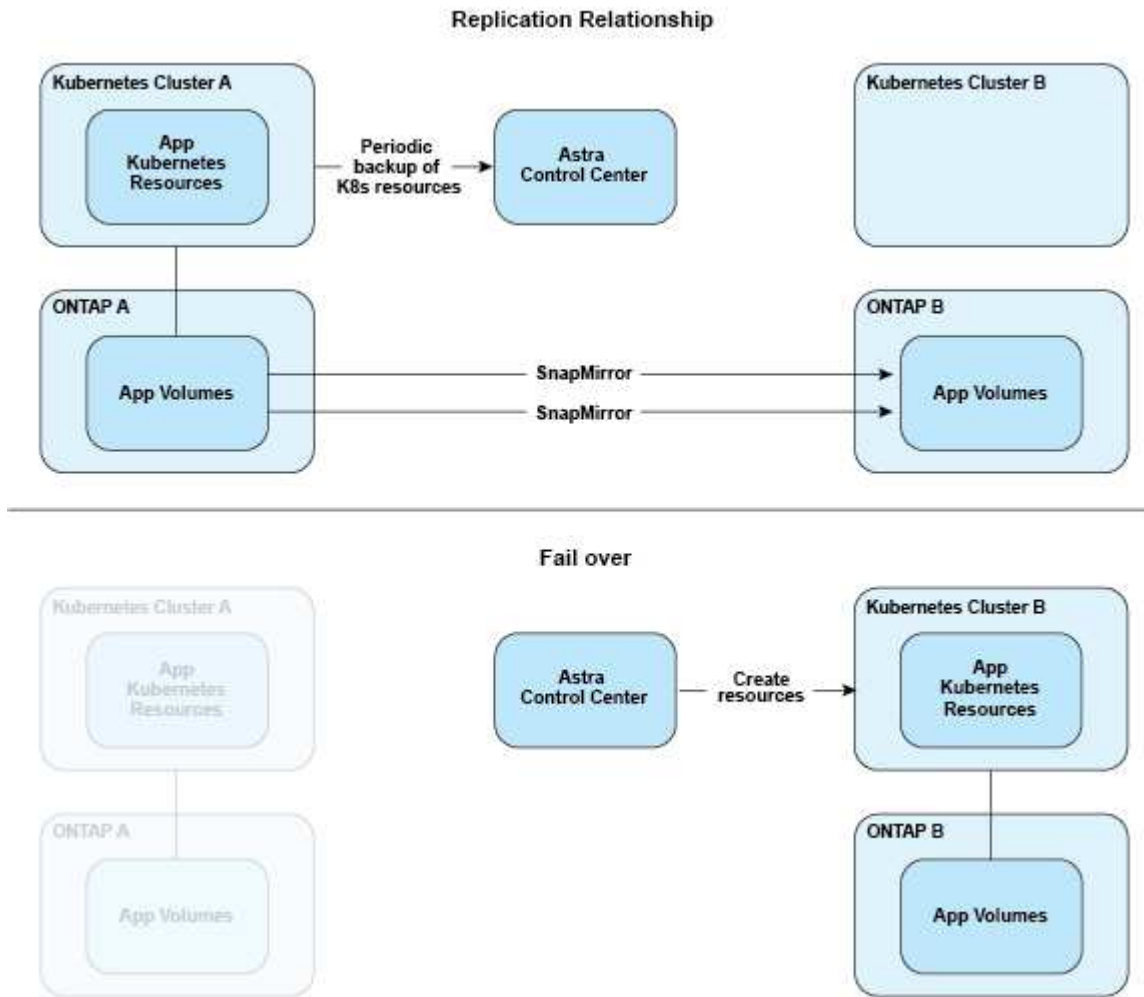 Replication Relationship
Kubernetes Cluster A
App
Kubernetes
Resources
Periodic
backup of
K8s resources
Astra
Control Center
Kubernetes Cluster B
ONTAP A
App Volumes
SnapMirror
SnapMirror
ONTAP B
App Volumes
Fail over
Kubernetes Cluster A
App
Kubernetes
Resources
Astra
Control Center
Create
resources
Kubernetes Cluster B
App
Kubernetes
Resources
ONTAP A
App Volumes
ONTAP B
App Volumes